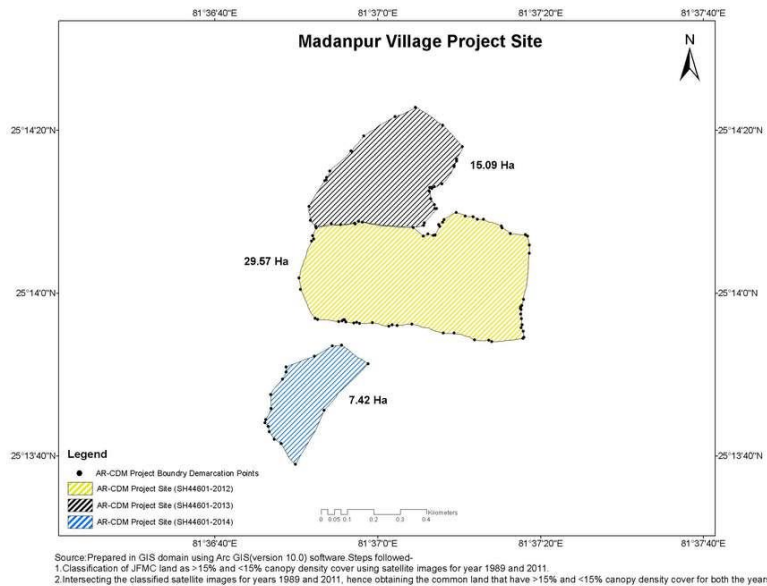 81°36'40"E 81°37'0"E 81°37'20"E 81°37'40"E
Madanpur Village Project Site
N
25°14'20"N 25°14'20"N
15.09 Ha
29.57 Ha
25°14'0"N 25°14'0"N
7.42 Ha
Legend
25°13'40"N 25°13'40"N
AR-CDM Project Boundry Demarcation Points
AR-CDM Project Site (SH44601-2012)
AR-CDM Project Site (SH44601-2013)
AR-CDM Project Site (SH44601-2014)
Kilometers
0 0.05 0.1 0.2 0.3 0.4
81°36'40"E 81°37'0"E 81°37'20"E 81°37'40"E
Source:Prepared in GIS domain using Arc GIS(version 10.0) software.Steps followed-
1.Classification of JFMC land as >15% and <15% canopy density cover using satellite images for year 1989 and 2011.
2.Intersecting the classified satellite images for years 1989 and 2011, hence obtaining the common land that have >15% and <15% canopy density cover for both the year